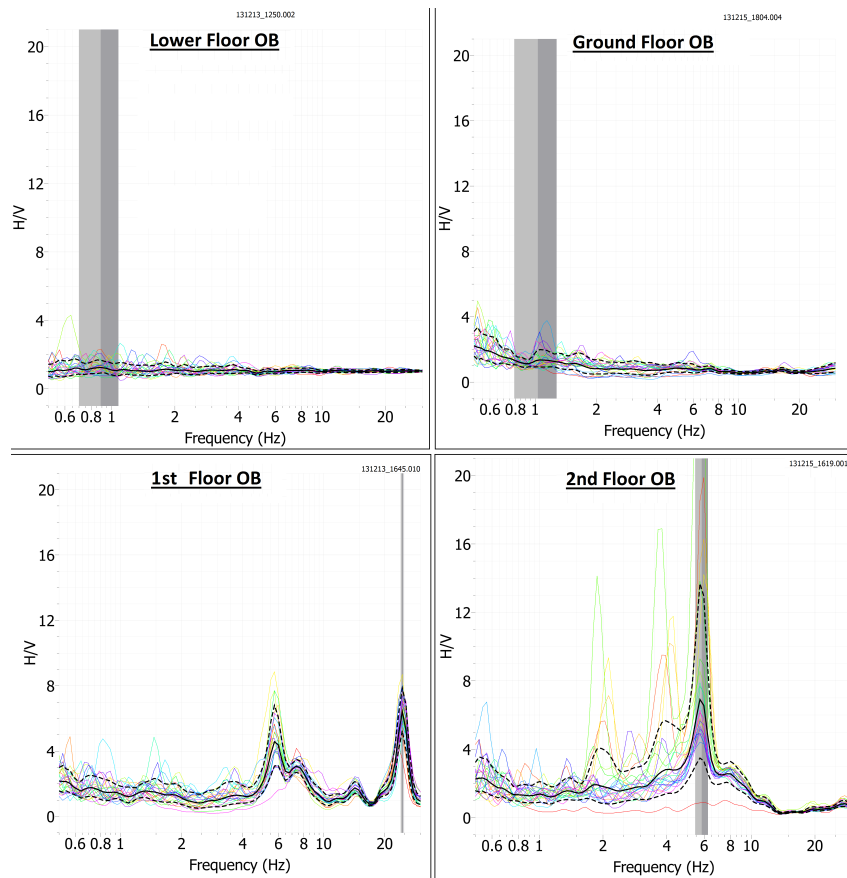 131213_1250.002
Lower Floor OB
20
16
12
8
4
0
H/V
0.6 0.8 1 2 4 6 8 10 20
Frequency (Hz)
131215_1804.004
Ground Floor OB
20
16
12
8
4
0
H/V
0.6 0.8 1 2 4 6 8 10 20
Frequency (Hz)
131213_1645.010
1st Floor OB
20
16
12
8
4
0
H/V
0.6 0.8 1 2 4 6 8 10 20
Frequency (Hz)
131215_1619.001
2nd Floor OB
20
16
12
8
4
0
H/V
0.6 0.8 1 2 4 6 8 10 20
Frequency (Hz)